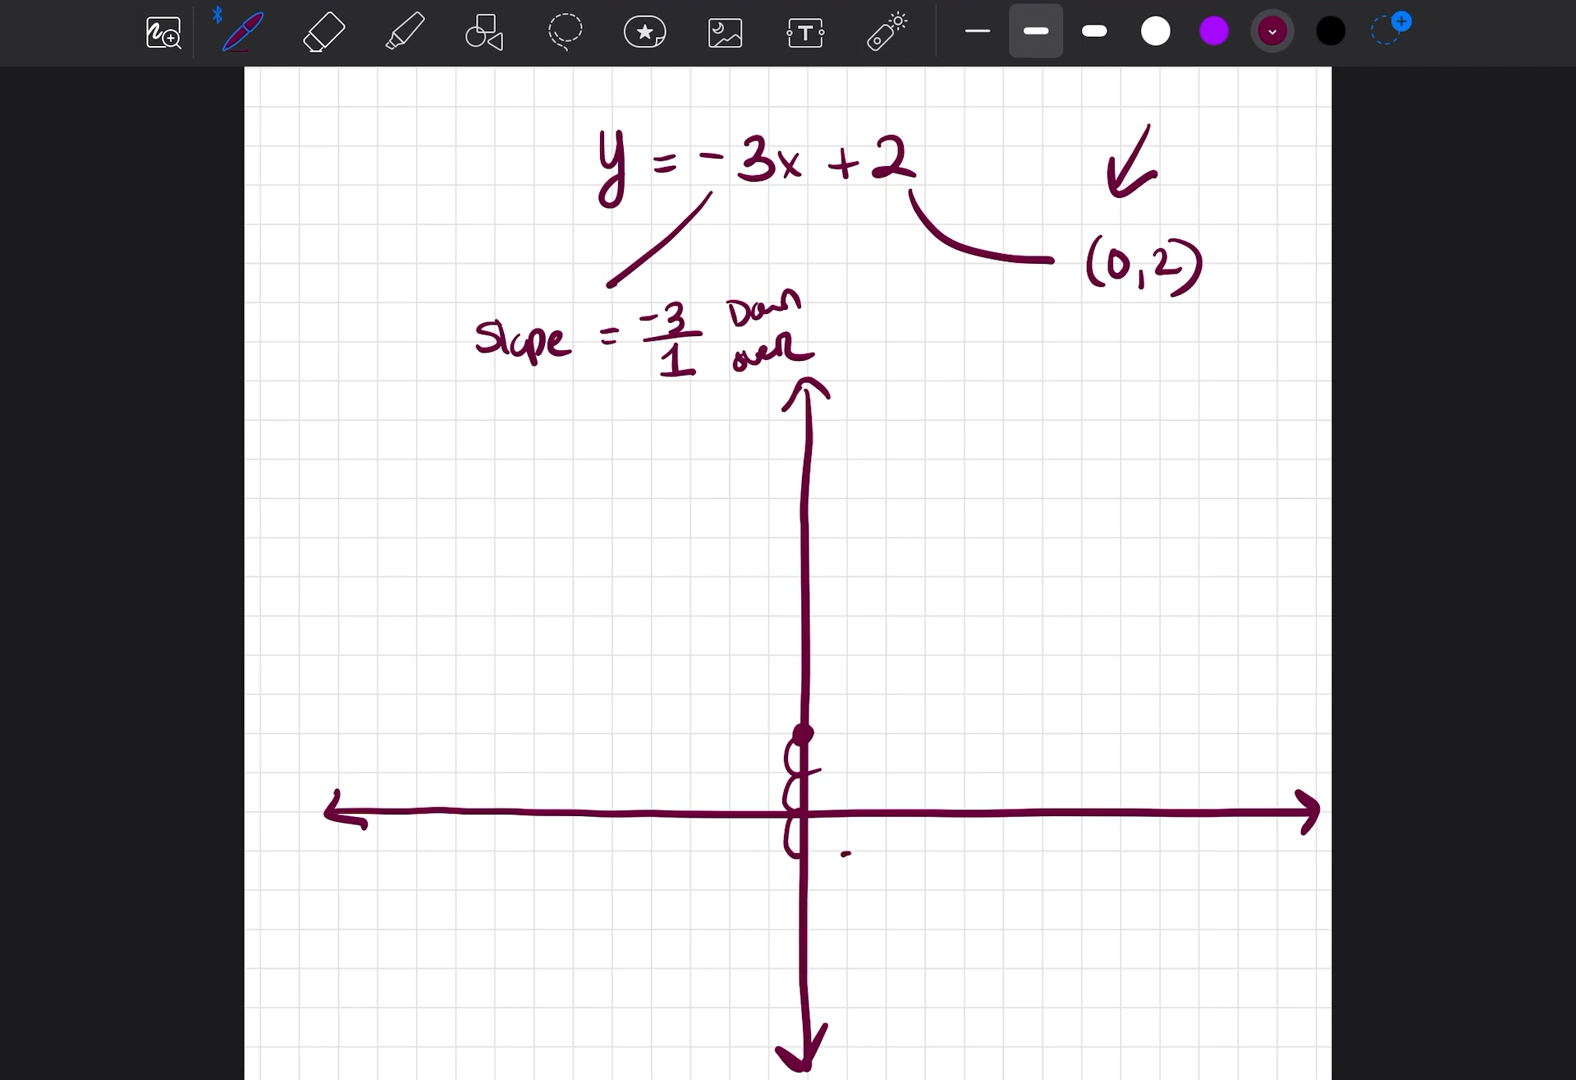 y = -3x + 2
(0,2)
Slope = -3/1 Down over